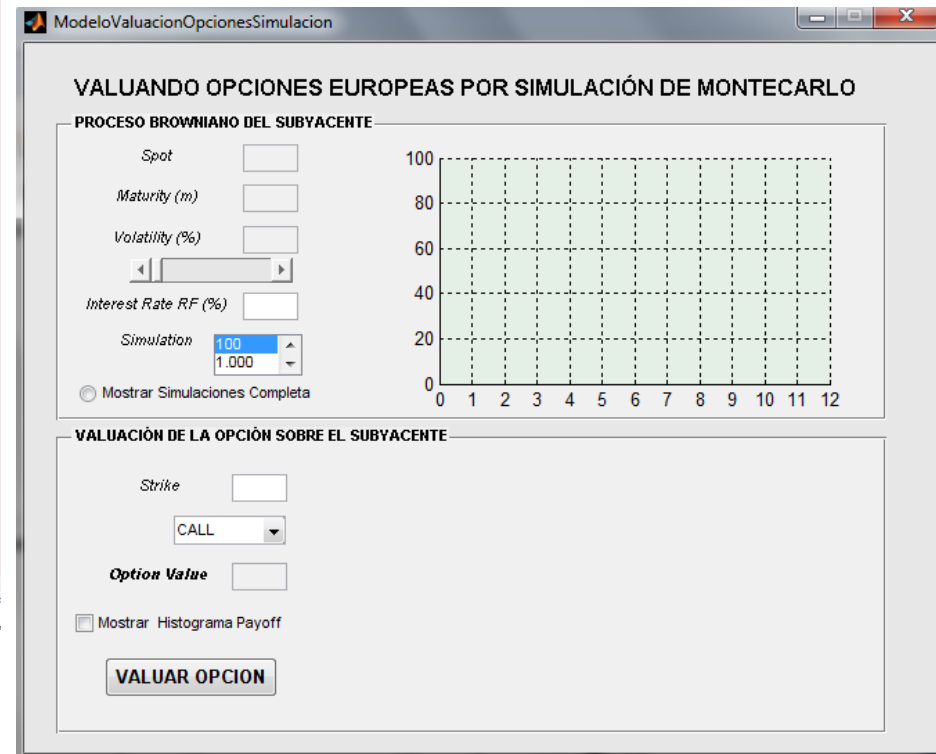 ModeloValuacionOpcionesSimulacion
VALUANDO OPCIONES EUROPEAS POR SIMULACIÓN DE MONTECARLO
PROCESO BROWNIANO DEL SUBYACENTE
Spot
Maturity (m)
Volatility (%)
Interest Rate RF (%)
Simulation
100
1.000
Mostrar Simulaciones Completa
100
80
60
40
20
0
0 1 2 3 4 5 6 7 8 9 10 11 12
VALUACIÓN DE LA OPCIÓN SOBRE EL SUBYACENTE
Strike
CALL
Option Value
Mostrar Histograma Payoff
VALUAR OPCION